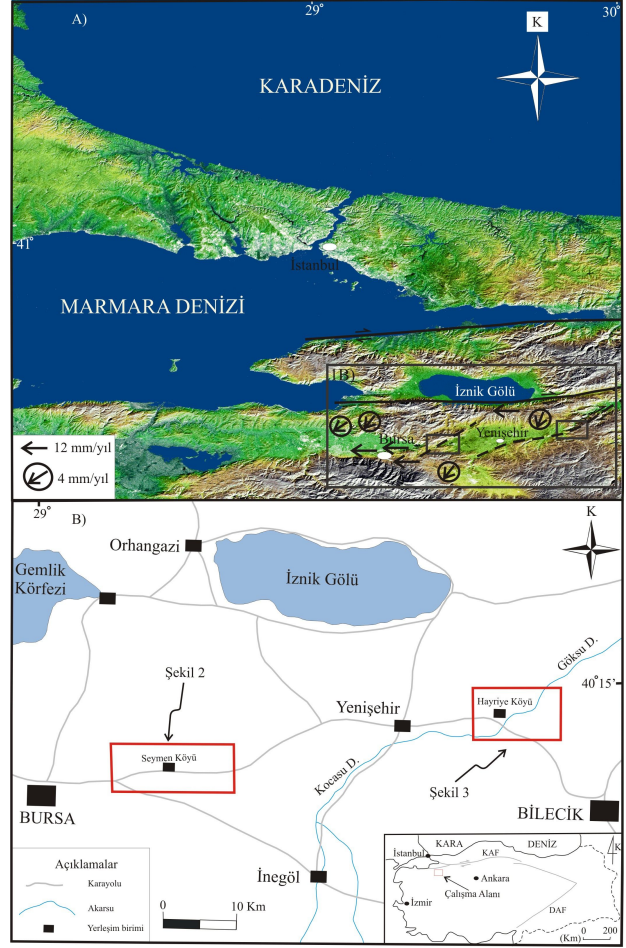 A)
29°
30°
K
KARADENİZ
41°
İstanbul
MARMARA DENİZİ
(B)
İznik Gölü
Bursa
Yenişehir
12 mm/yıl
4 mm/yıl
29°
B)
K
Orhangazi
Gemlik
Körfezi
İznik Gölü
Göksu D.
40°15'
Şekil 2
Hayriye Köyü
Yenişehir
Seymen Köyü
Kocasu D.
Şekil 3
BURSA
BİLECİK
İnegöl
Açıklamalar
Karayolu
Akarsu
Yerleşim birimi
0 10 Km
KARA DENİZ
K
İstanbul
KAF
Ankara
Çalışma Alanı
İzmir
DAF
(Km) 0 200